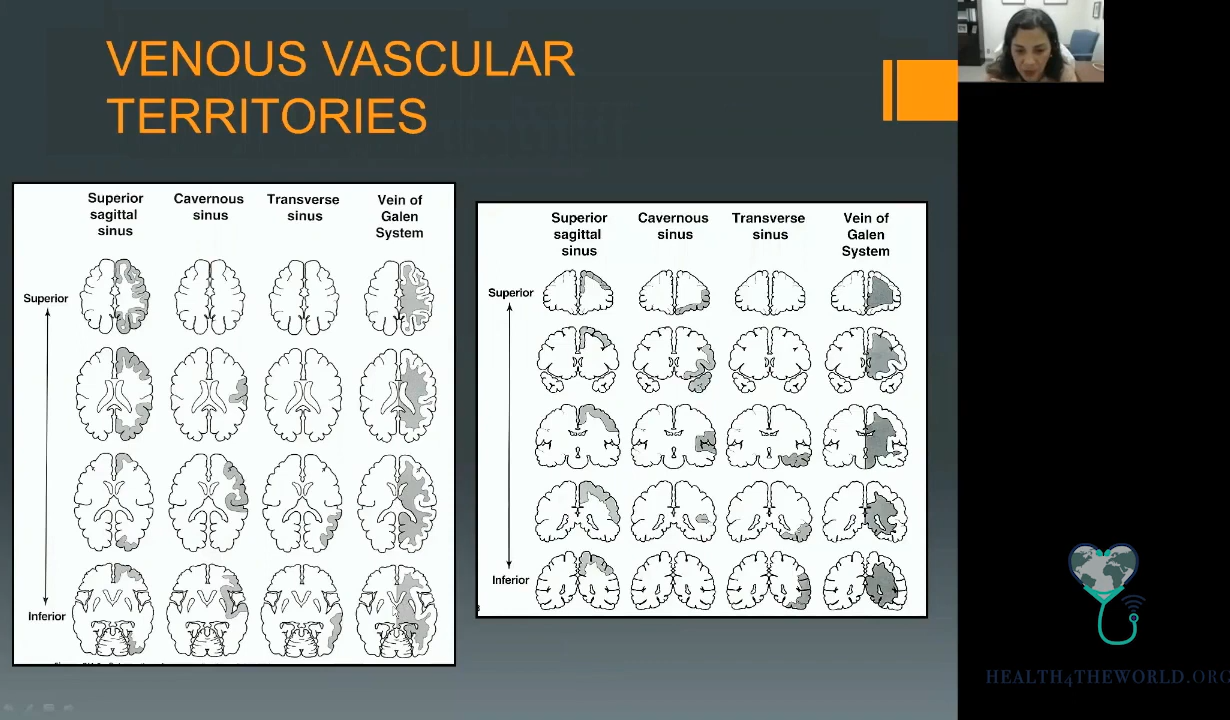 VENOUS VASCULAR
TERRITORIES
Superior
sagittal
sinus
Cavernous
sinus
Transverse
sinus
Vein of
Galen
System
Superior
Inferior
Superior
sagittal
sinus
Cavernous
sinus
Transverse
sinus
Vein of
Galen
System
Superior
Inferior
HEALTH4THEWORLD.ORG